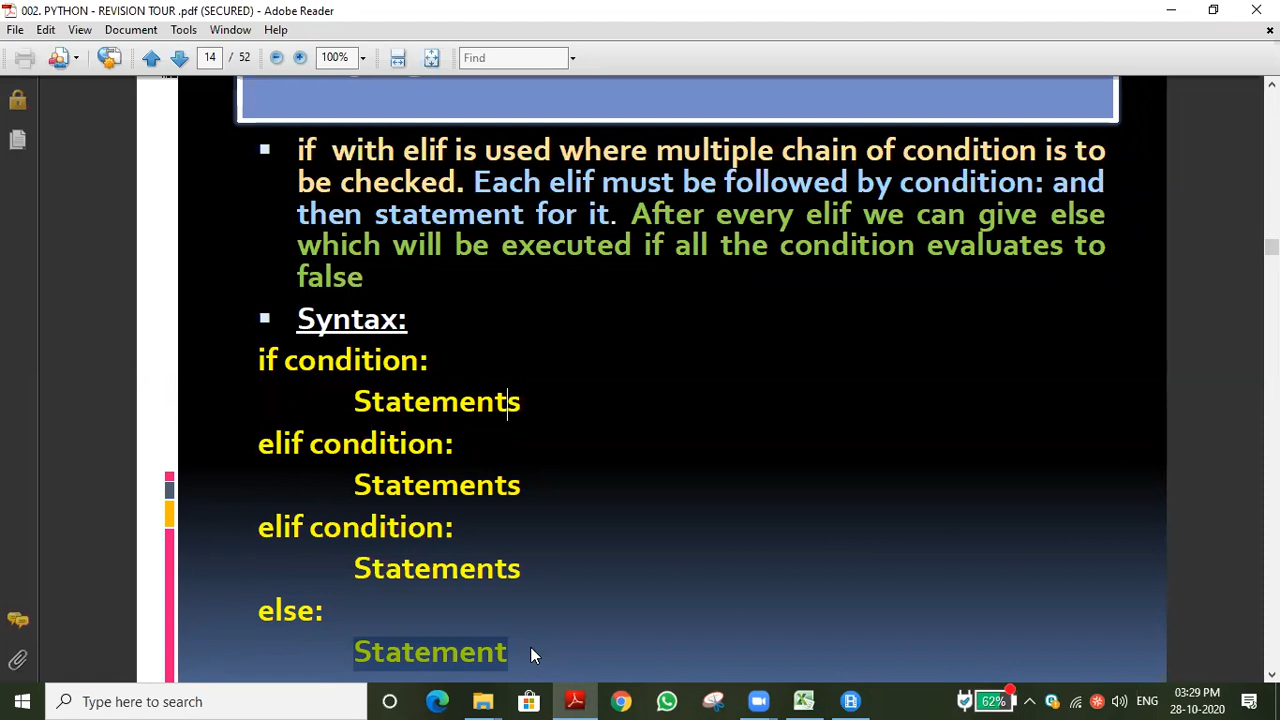 002. PYTHON - REVISION TOUR .pdf (SECURED) - Adobe Reader
File Edit View Document Tools Window Help
14 / 52 100% Find
if with elif is used where multiple chain of condition is to
be checked. Each elif must be followed by condition: and
then statement for it. After every elif we can give else
which will be executed if all the condition evaluates to
false
Syntax:
if condition:
Statements
elif condition:
Statements
elif condition:
Statements
else:
Statement
Type here to search
62%
ENG
03:29 PM
28-10-2020